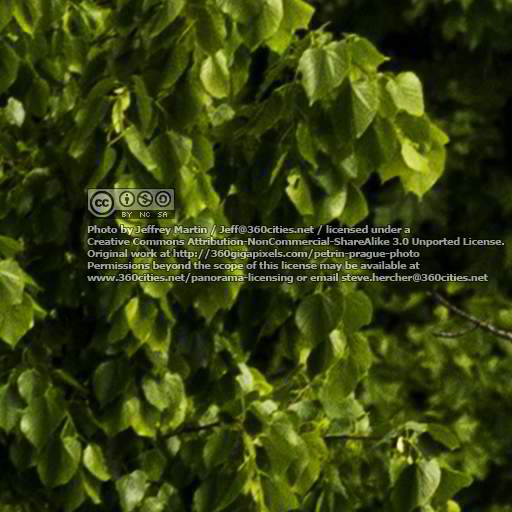 cc
BY NC SA
Photo by Jeffrey Martin / Jeff@360cities.net / licensed under a
Creative Commons Attribution-NonCommercial-ShareAlike 3.0 Unported License.
Original work at http://360gigapixels.com/petrin-prague-photo
Permissions beyond the scope of this license may be available at
www.360cities.net/panorama-licensing or email steve.hercher@360cities.net